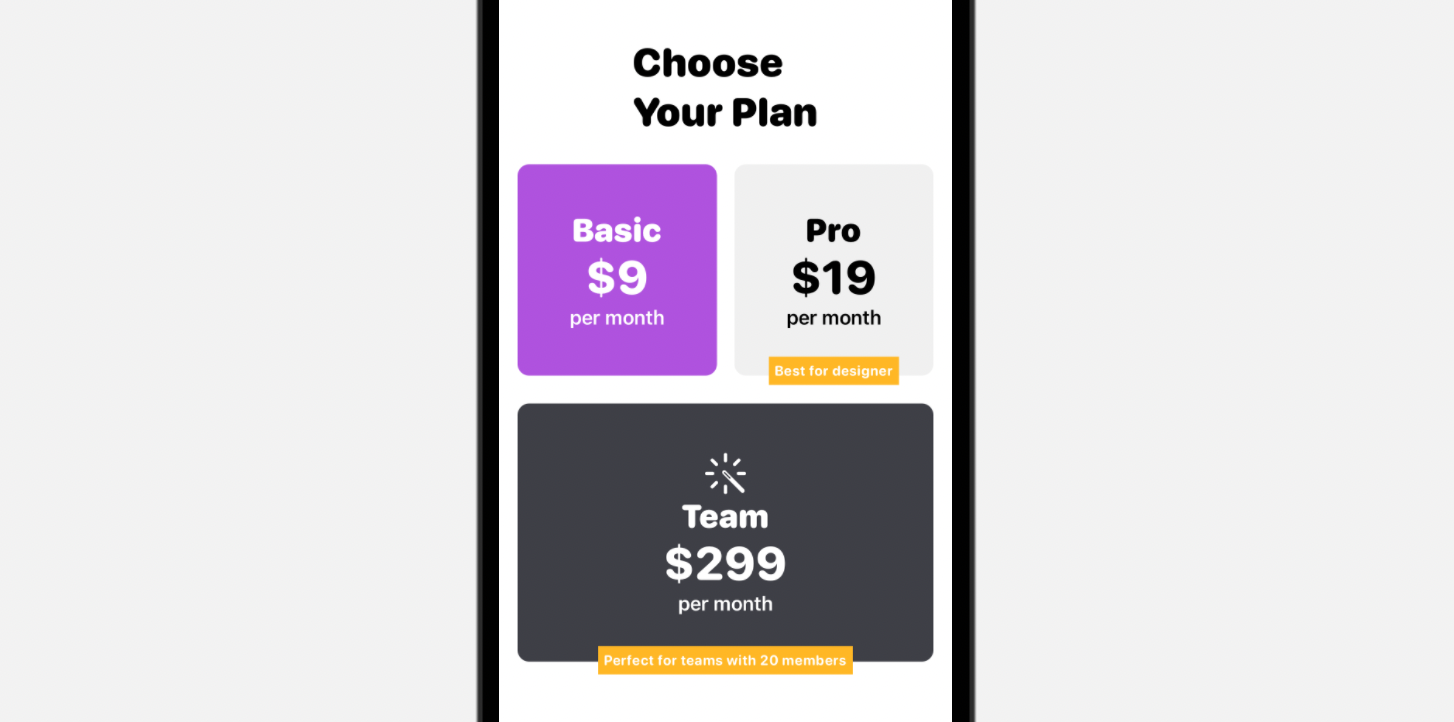 Choose
Your Plan
Basic
$9
per month
Pro
$19
per month
Best for designer
Team
$299
per month
Perfect for teams with 20 members